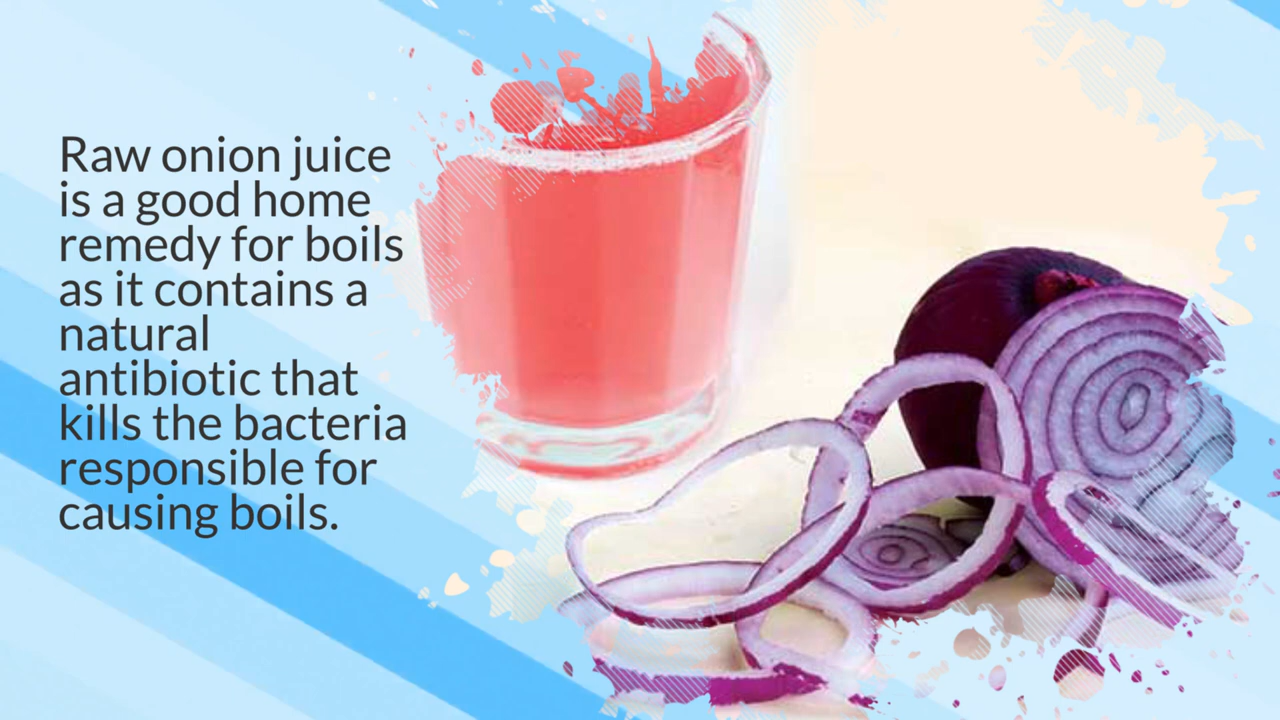 Raw onion juice
is a good home
remedy for boils
as it contains a
natural
antibiotic that
kills the bacteria
responsible for
causing boils.